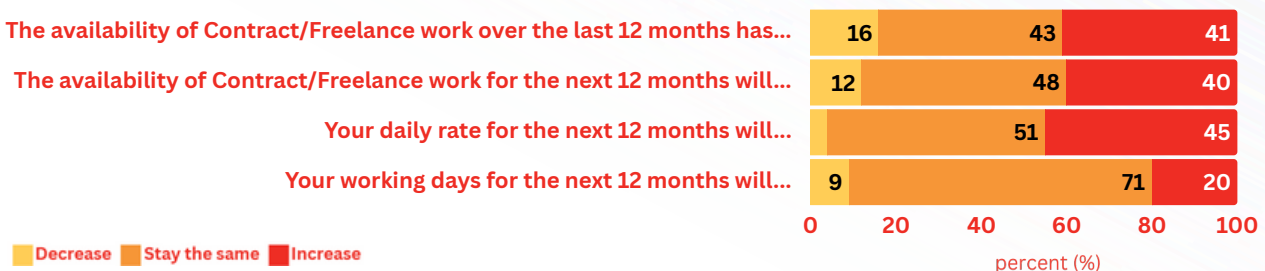 The availability of Contract/Freelance work over the last 12 months has... 16 43 41
The availability of Contract/Freelance work for the next 12 months will... 12 48 40
Your daily rate for the next 12 months will... 51 45
Your working days for the next 12 months will... 9 71 20
0 20 40 60 80 100
Decrease Stay the same Increase
percent (%)